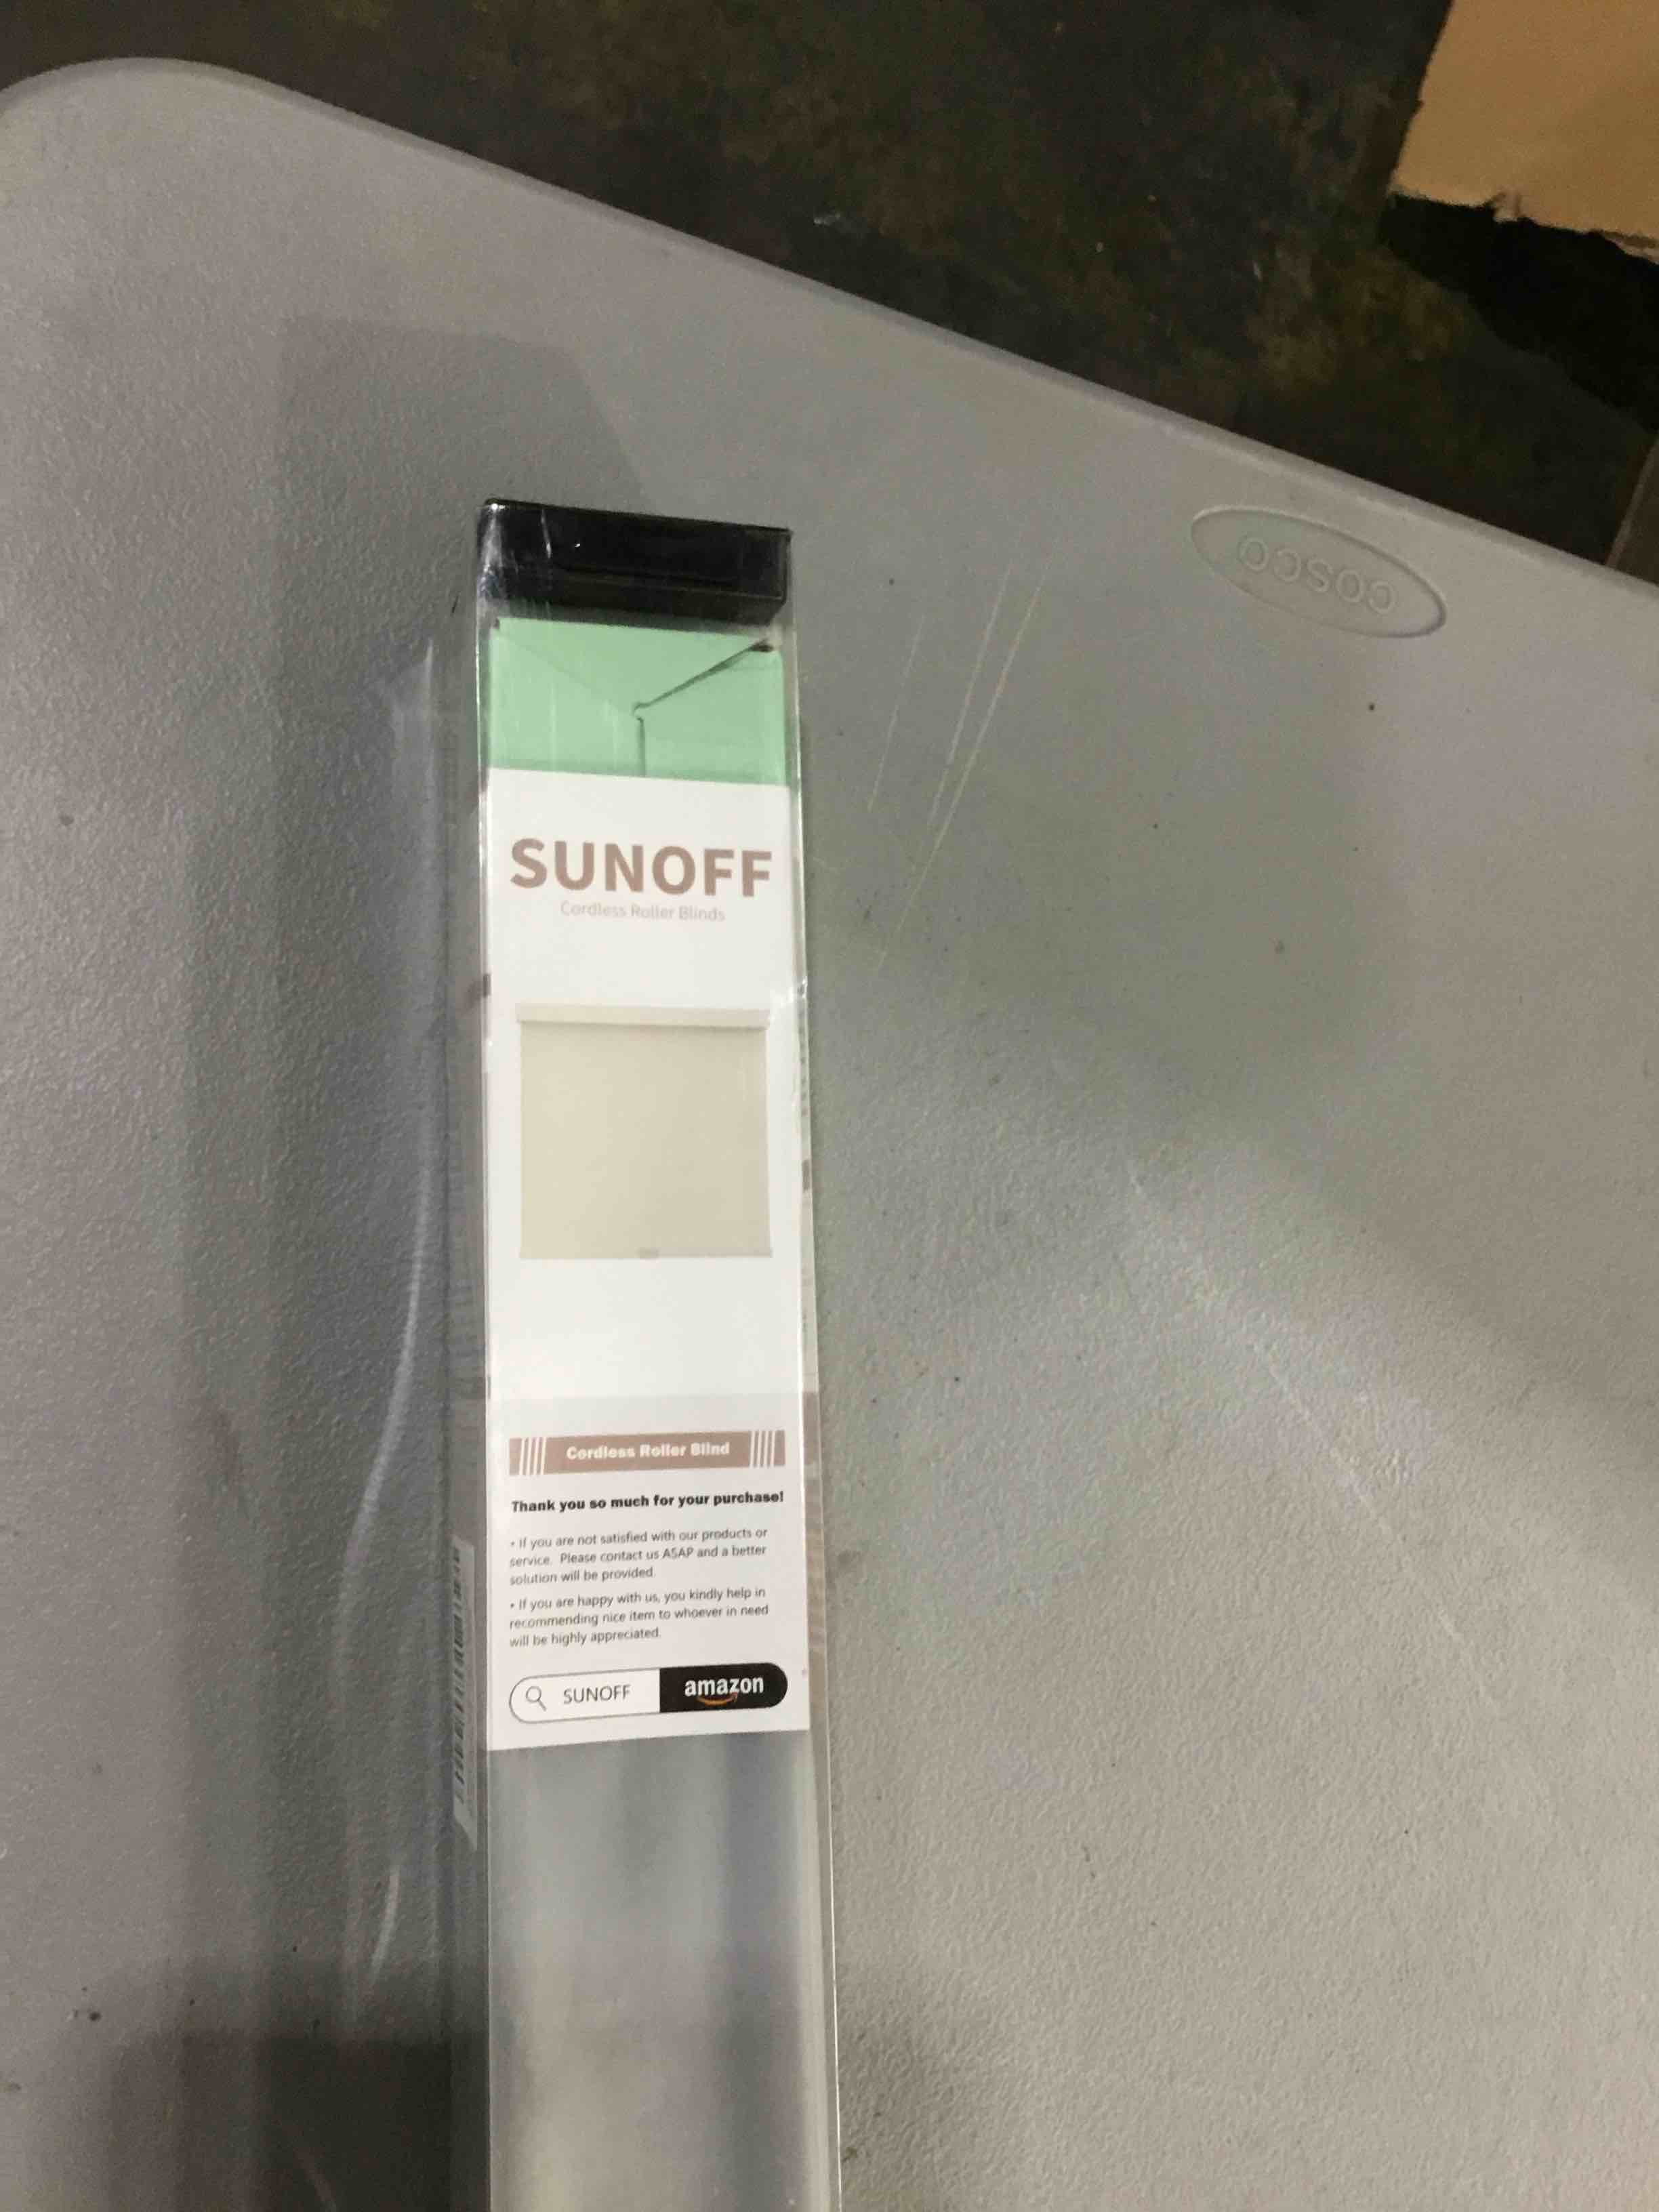 COSCO
SUNOFF
Cordless Roller Blinds
Cordless Roller Blind
Thank you so much for your purchase!
• If you are not satisfied with our products or
service. Please contact us ASAP and a better
solution will be provided.
• If you are happy with us, you kindly help in
recommending nice item to whoever in need
will be highly appreciated.
SUNOFF amazon